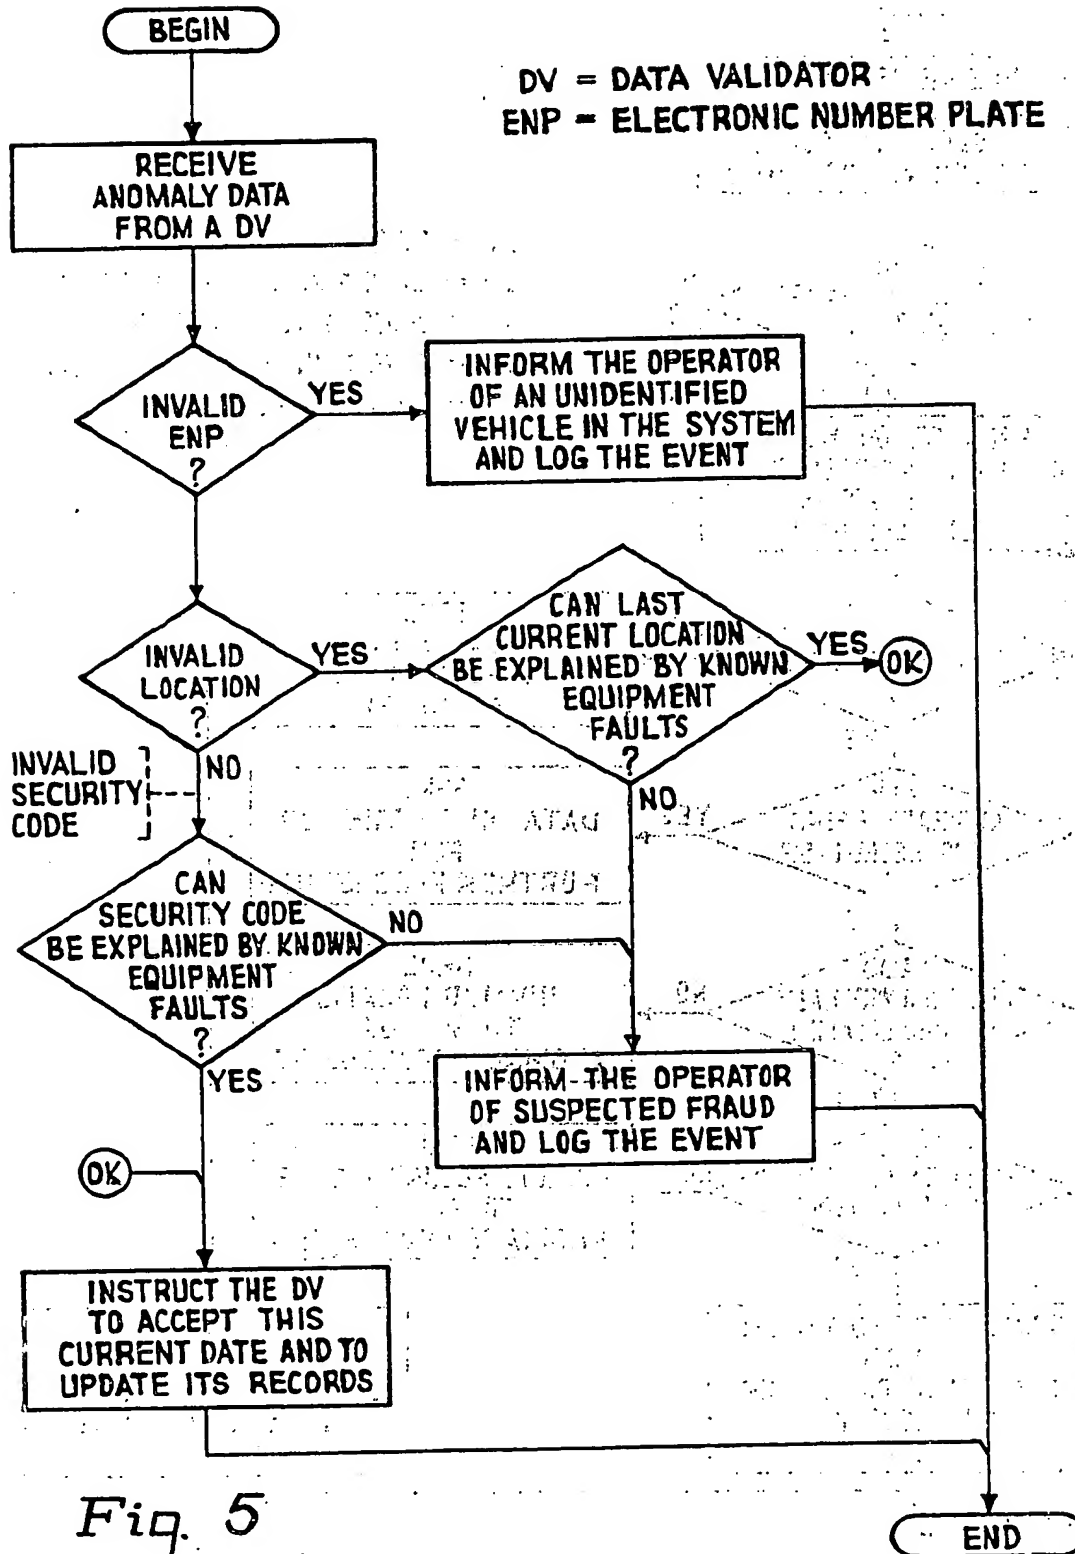 BEGIN
DV = DATA VALIDATOR
ENP = ELECTRONIC NUMBER PLATE
RECEIVE
ANOMALY DATA
FROM A DV
INVALID
ENP
?
YES
INFORM THE OPERATOR
OF AN UNIDENTIFIED
VEHICLE IN THE SYSTEM
AND LOG THE EVENT
INVALID
LOCATION
?
YES
CAN LAST
CURRENT LOCATION
BE EXPLAINED BY KNOWN
EQUIPMENT
FAULTS
?
YES
OK
NO
INVALID
SECURITY
CODE
NO
CAN
SECURITY CODE
BE EXPLAINED BY KNOWN
EQUIPMENT
FAULTS
?
NO
YES
INFORM THE OPERATOR
OF SUSPECTED FRAUD
AND LOG THE EVENT
OK
INSTRUCT THE DV
TO ACCEPT THIS
CURRENT DATE AND TO
UPDATE ITS RECORDS
Fig. 5
END